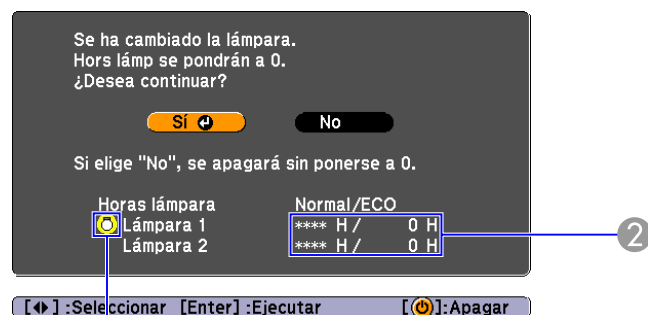 Se ha cambiado la lámpara.
Hors lámp se pondrán a 0.
¿Desea continuar?
Sí No
Si elige "No", se apagará sin ponerse a 0.
Horas lámpara Normal/ECO
Lámpara 1 **** H / 0 H
Lámpara 2 **** H / 0 H
2
[ ] :Seleccionar [Enter] :Ejecutar [ ]:Apagar